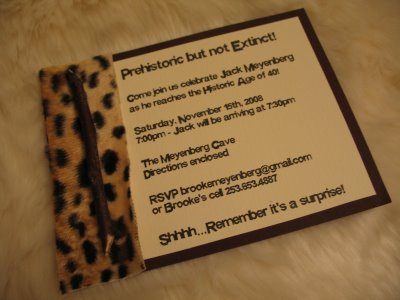 Prehistoric but not Extinct!
Come join us celebrate Jack Meyenberg
as he reaches the Historic Age of 40!
Saturday, November 15th, 2008
7:00pm - Jack will be arriving at 7:30pm
The Meyenberg Cave
Directions enclosed
RSVP brookemeyenberg@gmail.com
or Brooke's cell 253.653.4887
Shhhh...Remember it's a surprise!